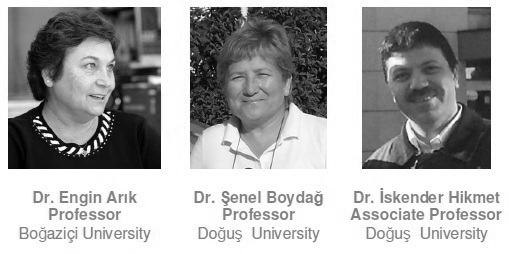 Dr. Engin Arık
Professor
Boğaziçi University
Dr. Şenel Boydağ
Professor
Doğuş University
Dr. İskender Hikmet
Associate Professor
Doğuş University